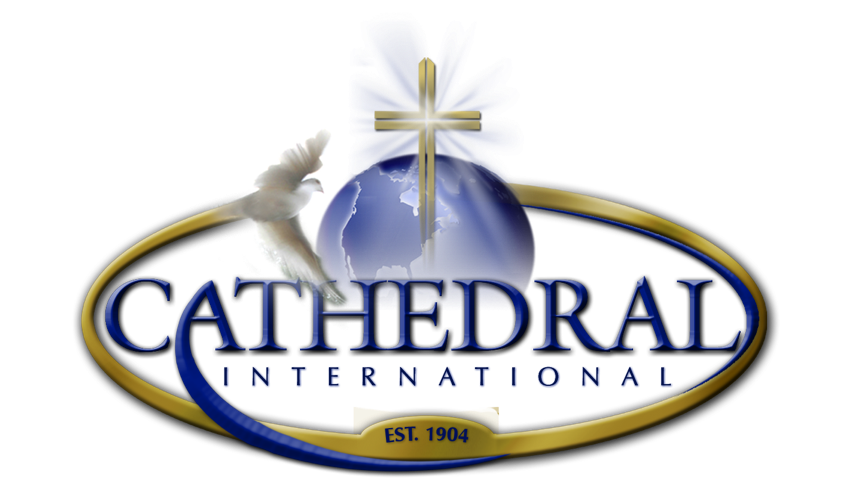 CATHEDRAL
INTERNATIONAL
EST. 1904